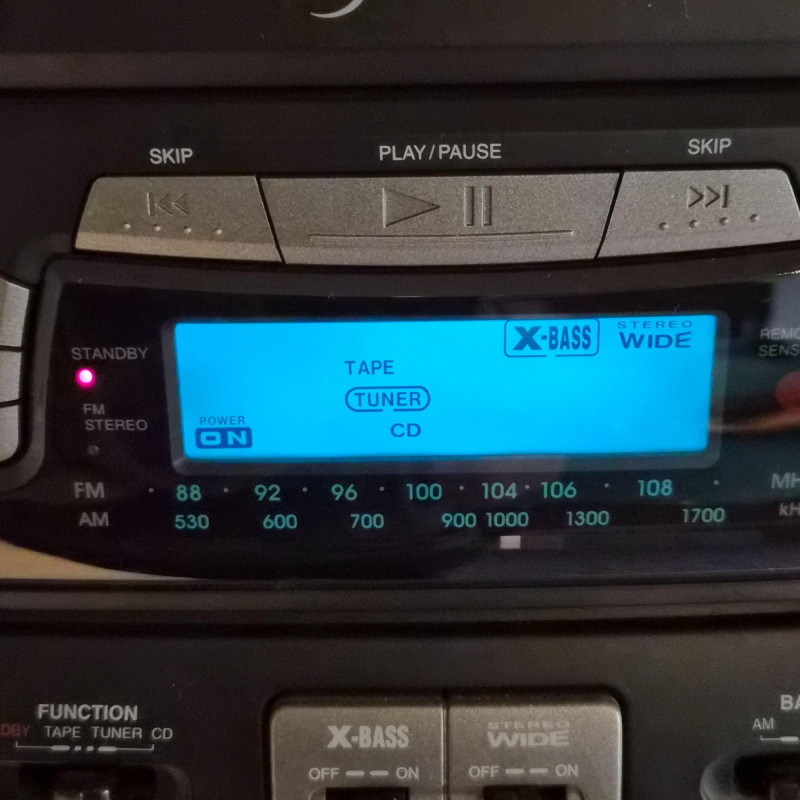 SKIP PLAY/PAUSE SKIP
STANDBY
FM
STEREO
X-BASS STEREO WIDE
TAPE
TUNER
CD
POWER
ON
FM 88 92 96 100 104 106 108
AM 530 600 700 900 1000 1300 1700
FUNCTION
TAPE TUNER CD
X-BASS STEREO WIDE
OFF ON OFF ON
AM